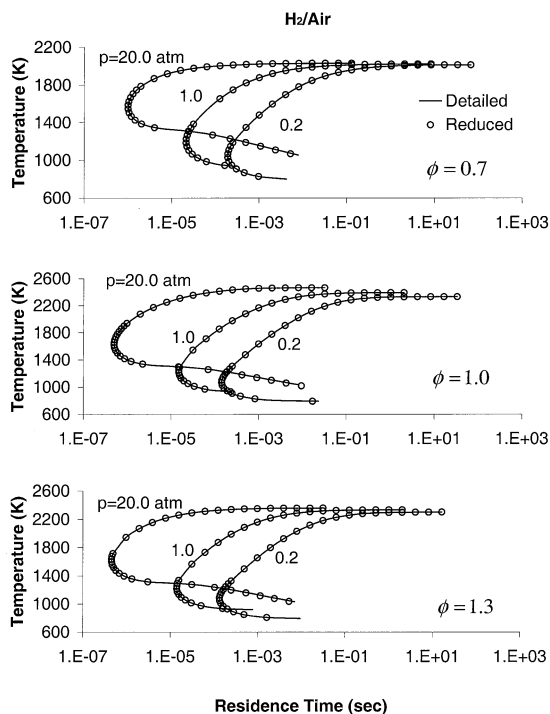 H2/Air
2200
1800
1400
1000
600
Temperature (K)
p=20.0 atm
1.0
0.2
Detailed
Reduced
ϕ = 0.7
1.E-07
1.E-05
1.E-03
1.E-01
1.E+01
1.E+03
2600
2200
1800
1400
1000
600
Temperature (K)
p=20.0 atm
1.0
0.2
ϕ = 1.0
1.E-07
1.E-05
1.E-03
1.E-01
1.E+01
1.E+03
2600
2200
1800
1400
1000
600
Temperature (K)
p=20.0 atm
1.0
0.2
ϕ = 1.3
1.E-07
1.E-05
1.E-03
1.E-01
1.E+01
1.E+03
Residence Time (sec)